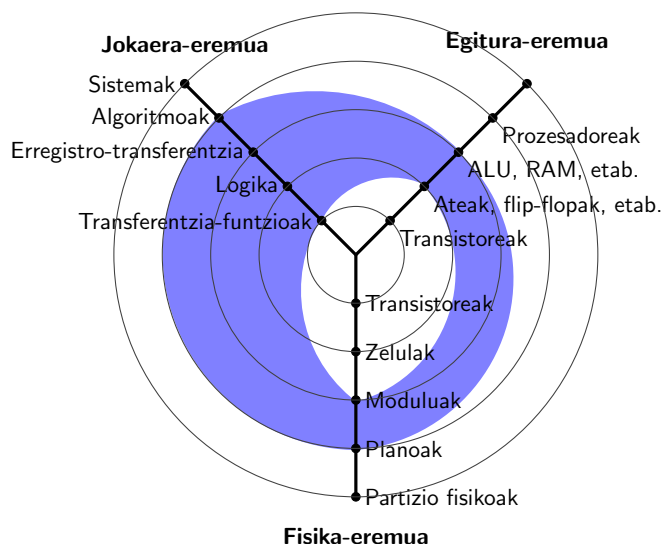 Jokaera-eremua
Sistemak
Algoritmoak
Erregistro-transferentzia
Logika
Transferentzia-funtzioak
Egitura-eremua
Prozesadoreak
ALU, RAM, etab.
Ateak, flip-flopak, etab.
Transistoreak
Transistoreak
Zelulak
Moduluak
Planoak
Partizio fisikoak
Fisika-eremua